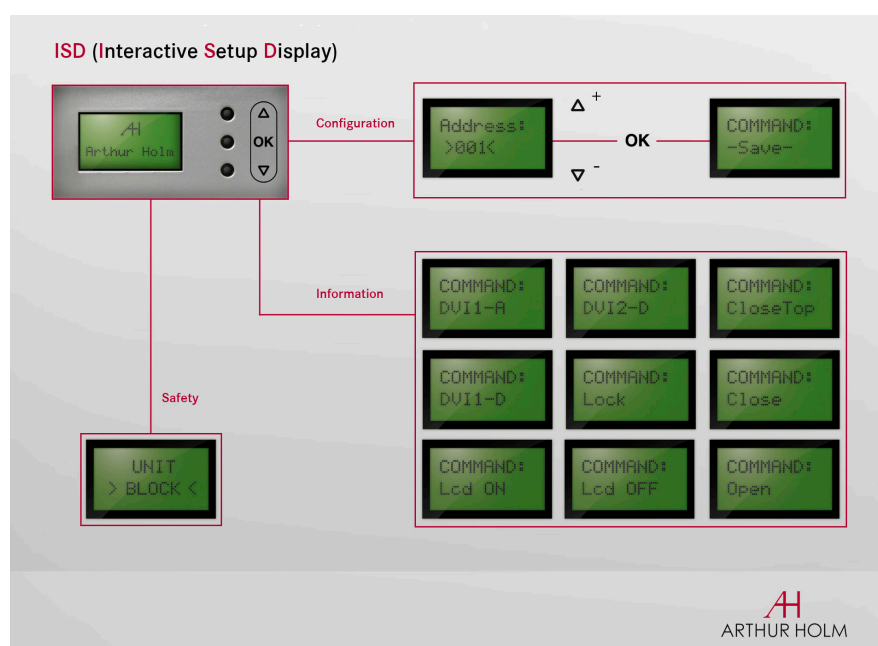 ISD (Interactive Setup Display)
AH
Arthur Holm
OK
Configuration
Address:
>001<
+
OK
-
COMMAND:
-Save-
Information
COMMAND:
DVI1-A
COMMAND:
DVI2-D
COMMAND:
CloseTop
COMMAND:
DVI1-D
COMMAND:
Lock
COMMAND:
Close
COMMAND:
Lcd ON
COMMAND:
Lcd OFF
COMMAND:
Open
Safety
UNIT
> BLOCK <
AH
ARTHUR HOLM